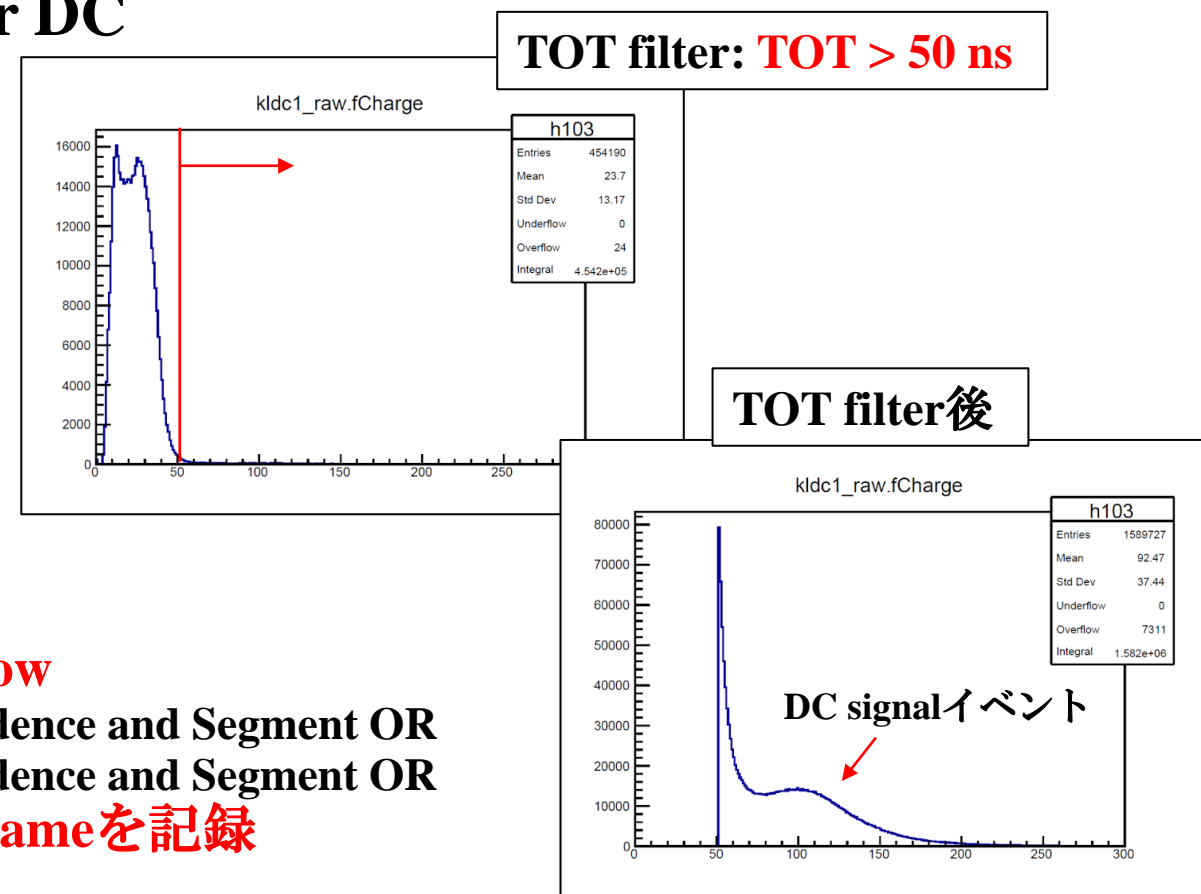 r DC
TOT filter: TOT > 50 ns
kldc1_raw.fCharge
h103
Entries 454190
Mean 23.7
Std Dev 13.17
Underflow 0
Overflow 24
Integral 4.542e+05
16000
14000
12000
10000
8000
6000
4000
2000
0
0 50 100 150 200 250
TOT filter後
kldc1_raw.fCharge
h103
Entries 1589727
Mean 92.47
Std Dev 37.44
Underflow 0
Overflow 7311
Integral 1.582e+06
80000
70000
60000
50000
40000
30000
20000
10000
0
0 50 100 150 200 250 300
DC signalイベント
ow
dence and Segment OR
dence and Segment OR
ameを記録